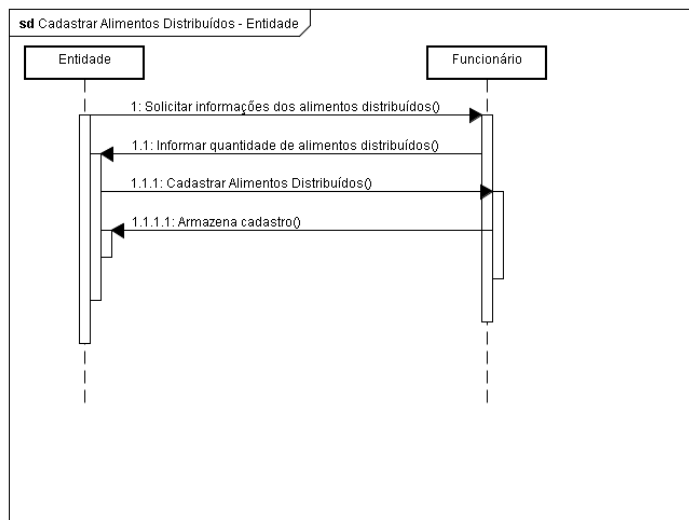 sd Cadastrar Alimentos Distribuídos - Entidade
Entidade
Funcionário
1: Solicitar informações dos alimentos distribuídos()
1.1: Informar quantidade de alimentos distribuídos()
1.1.1: Cadastrar Alimentos Distribuídos()
1.1.1.1: Armazena cadastro()